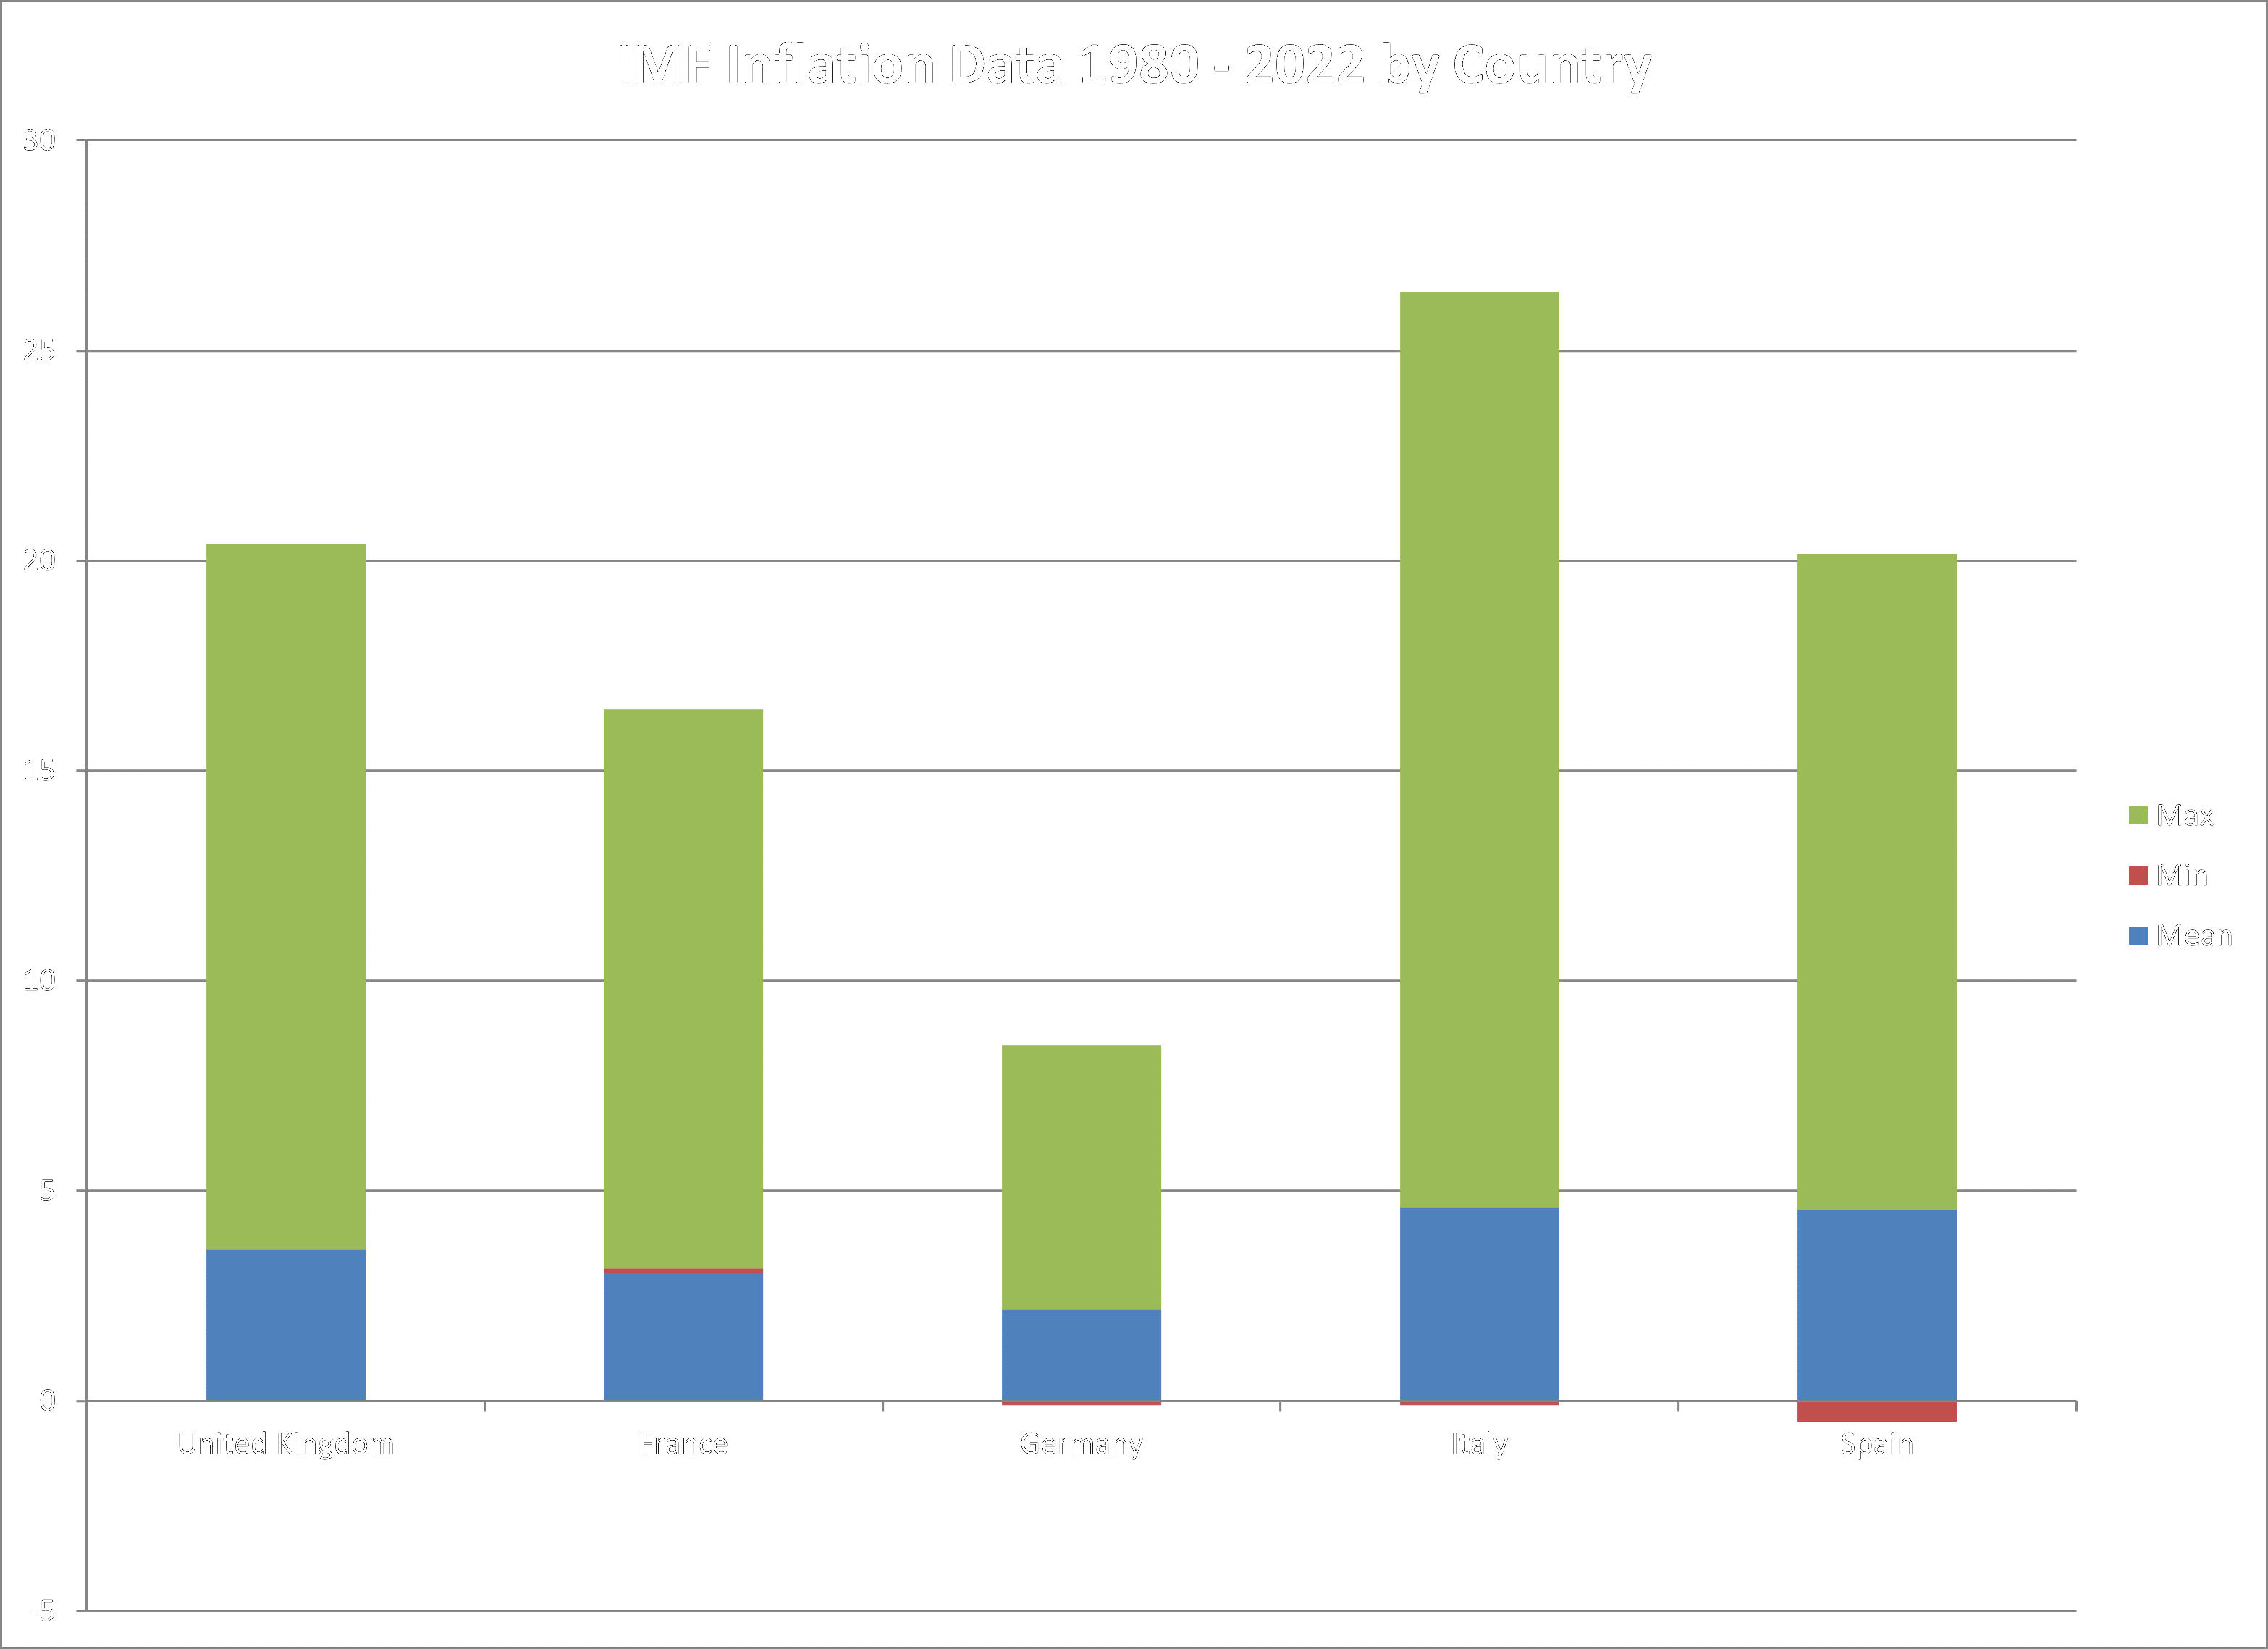 IMF Inflation Data 1980 - 2022 by Country
30
25
20
15
10
5
0
-5
United Kingdom
France
Germany
Italy
Spain
Max
Min
Mean